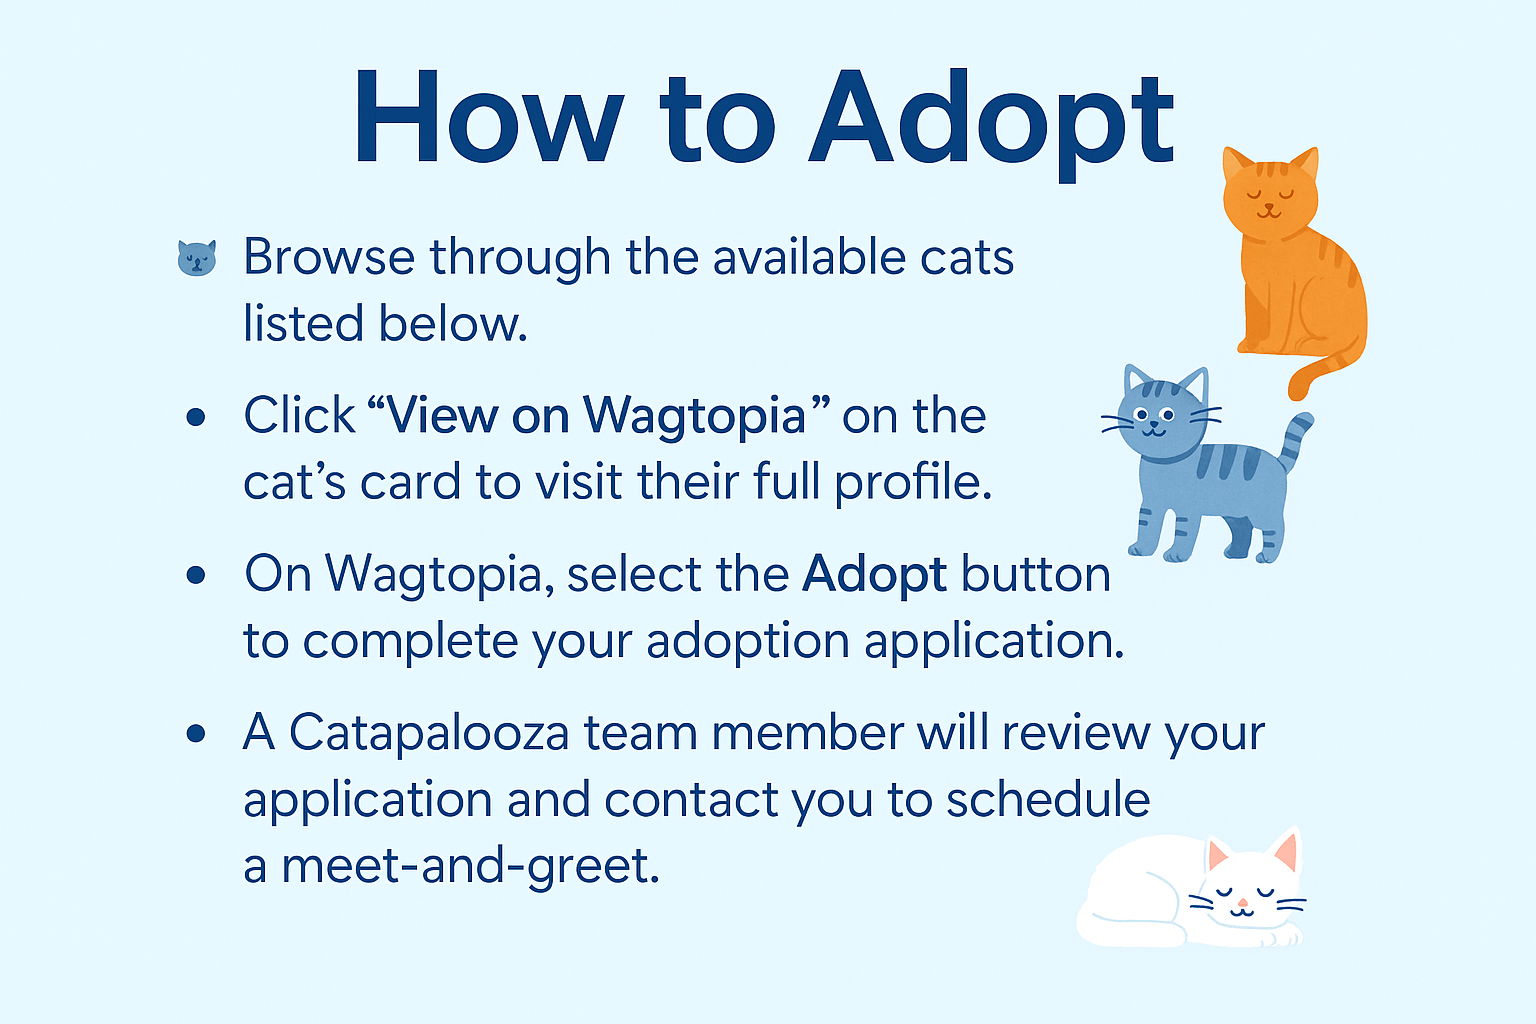 How to Adopt
Browse through the available cats
listed below.
• Click “View on Wagtopia” on the
cat’s card to visit their full profile.
• On Wagtopia, select the Adopt button
to complete your adoption application.
• A Catapalooza team member will review your
application and contact you to schedule
a meet-and-greet.